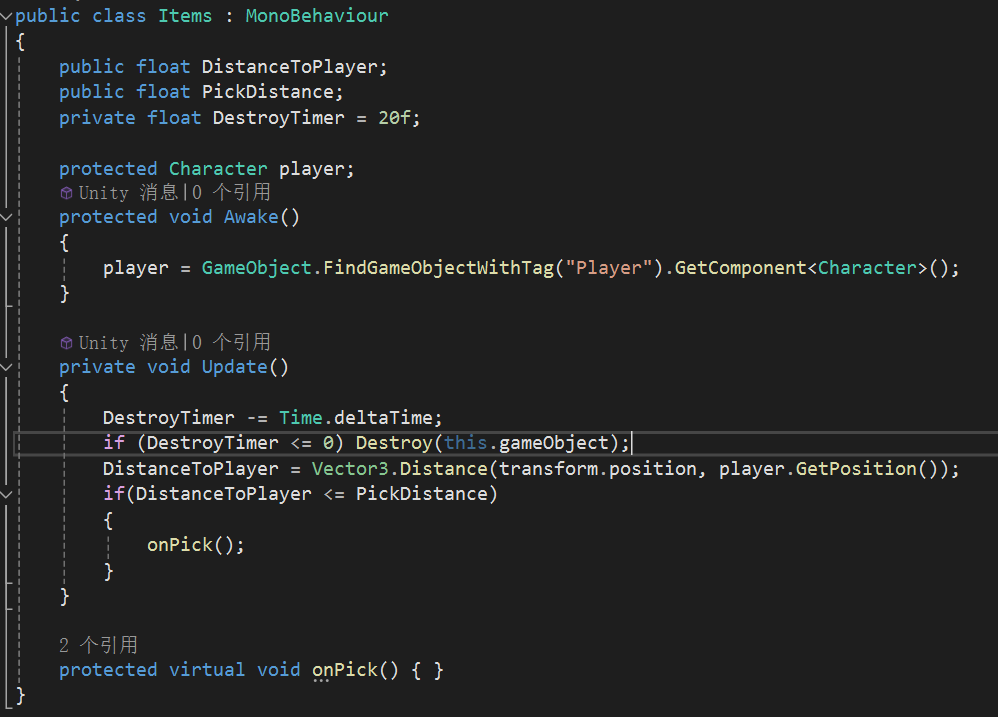 public class Items : MonoBehaviour
{
public float DistanceToPlayer;
public float PickDistance;
private float DestroyTimer = 20f;
protected Character player;
Unity 消息|0 个引用
protected void Awake()
{
player = GameObject.FindGameObjectWithTag("Player").GetComponent<Character>();
}
Unity 消息|0 个引用
private void Update()
{
DestroyTimer -= Time.deltaTime;
if (DestroyTimer <= 0) Destroy(this.gameObject);
DistanceToPlayer = Vector3.Distance(transform.position, player.GetPosition());
if(DistanceToPlayer <= PickDistance)
{
onPick();
}
}
2 个引用
protected virtual void onPick() { }
}